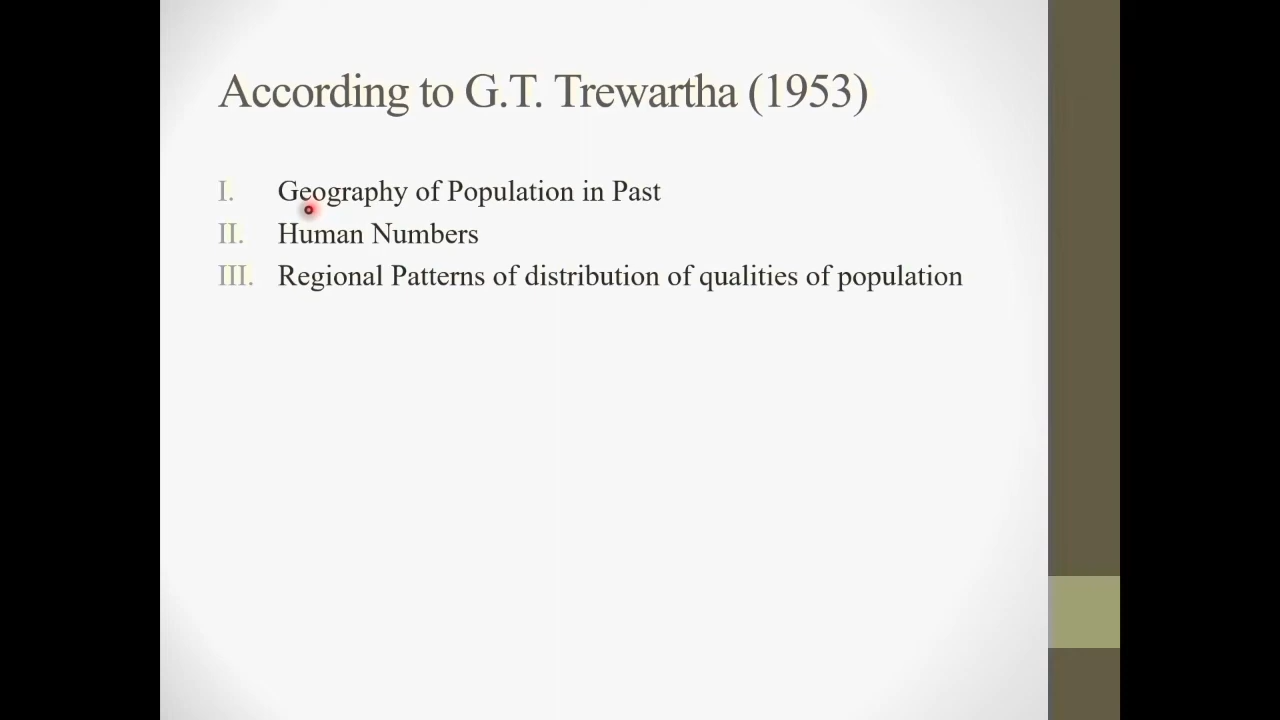 According to G.T. Trewartha (1953)
I. Geography of Population in Past
II. Human Numbers
III. Regional Patterns of distribution of qualities of population